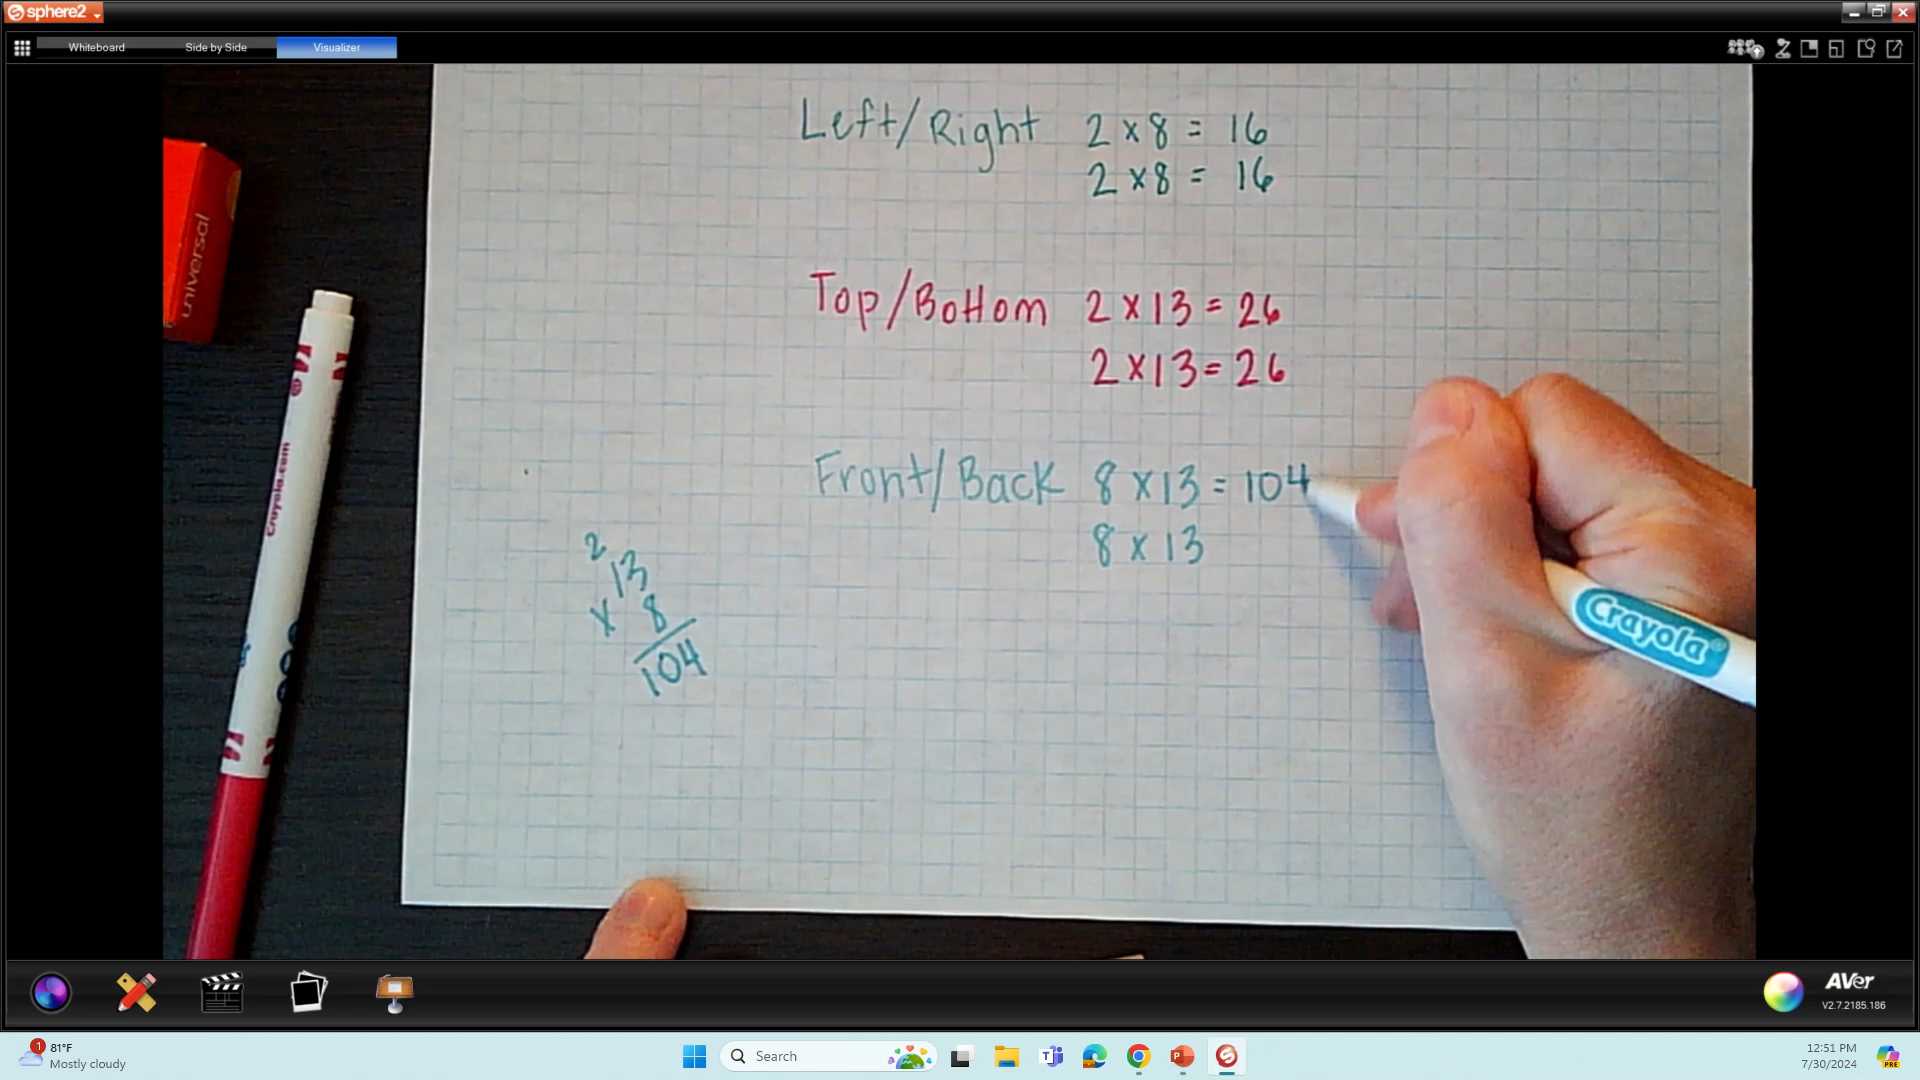 sphere2
Whiteboard
Side by Side
Visualizer
Left/Right 2 x 8 = 16
2 x 8 = 16
Top/Bottom 2 x 13 = 26
2 x 13 = 26
Front/Back 8 x 13 = 104
8 x 13
2
13
x 8
104
universal
Crayola.com
Crayola®
AVer
V2.7.2185.186
1
81°F
Mostly cloudy
Search
12:51 PM
7/30/2024
PRE